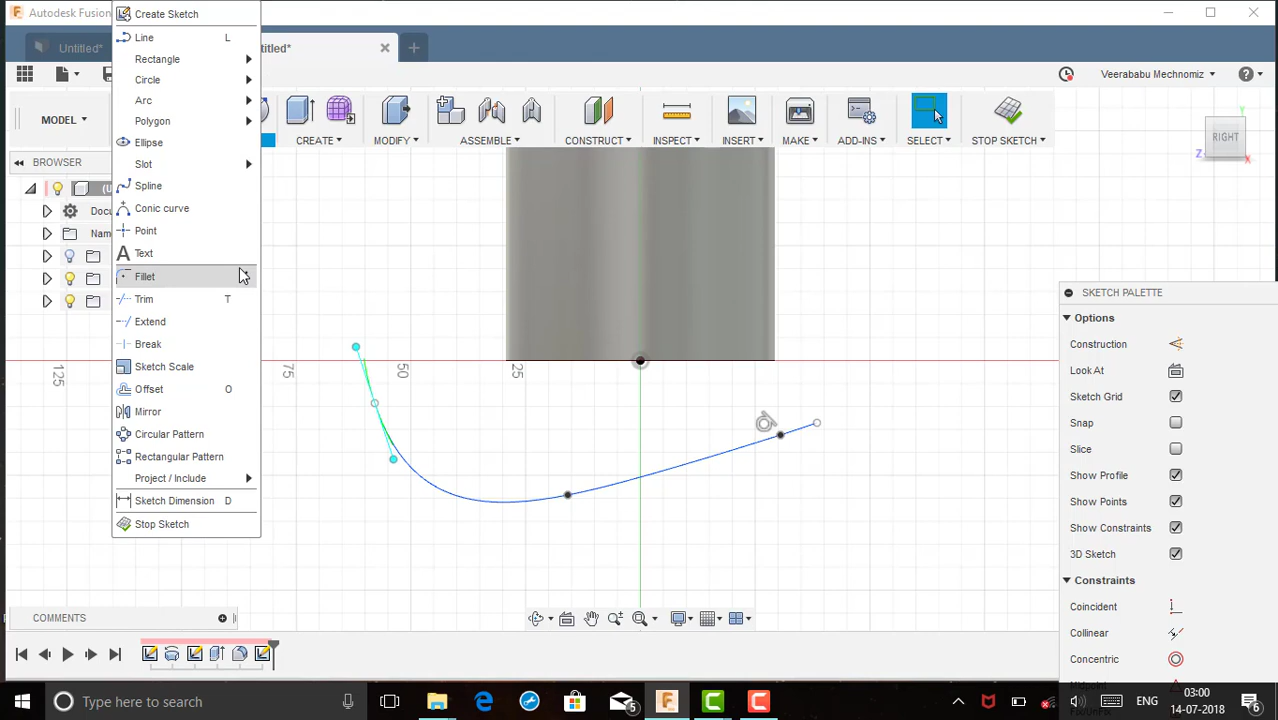 Autodesk Fusion
Untitled*
titled*
Veerababu Mechnomiz
MODEL
CREATE
MODIFY
ASSEMBLE
CONSTRUCT
INSPECT
INSERT
MAKE
ADD-INS
SELECT
STOP SKETCH
BROWSER
(U
Docu
Nam
Create Sketch
Line L
Rectangle
Circle
Arc
Polygon
Ellipse
Slot
Spline
Conic curve
Point
Text
Fillet
Trim T
Extend
Break
Sketch Scale
Offset O
Mirror
Circular Pattern
Rectangular Pattern
Project / Include
Sketch Dimension D
Stop Sketch
Y
RIGHT
Z
X
125
75
50
25
SKETCH PALETTE
Options
Construction
Look At
Sketch Grid
Snap
Slice
Show Profile
Show Points
Show Constraints
3D Sketch
Constraints
Coincident
Collinear
Concentric
COMMENTS
Type here to search
5
ENG
03:00
14-07-2018
6